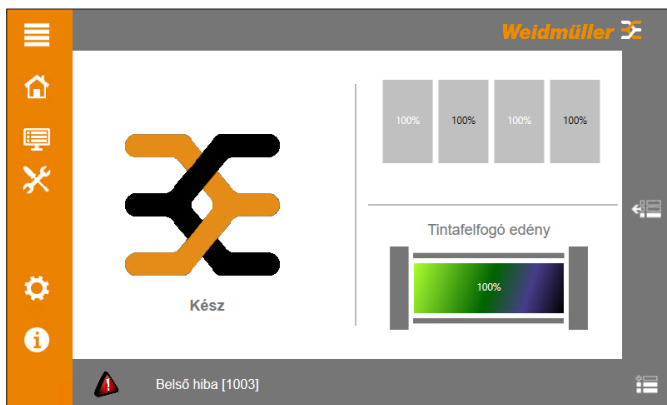 Weidmüller
100% 100% 100% 100%
Tintafelfogó edény
100%
Kész
Belső hiba [1003]